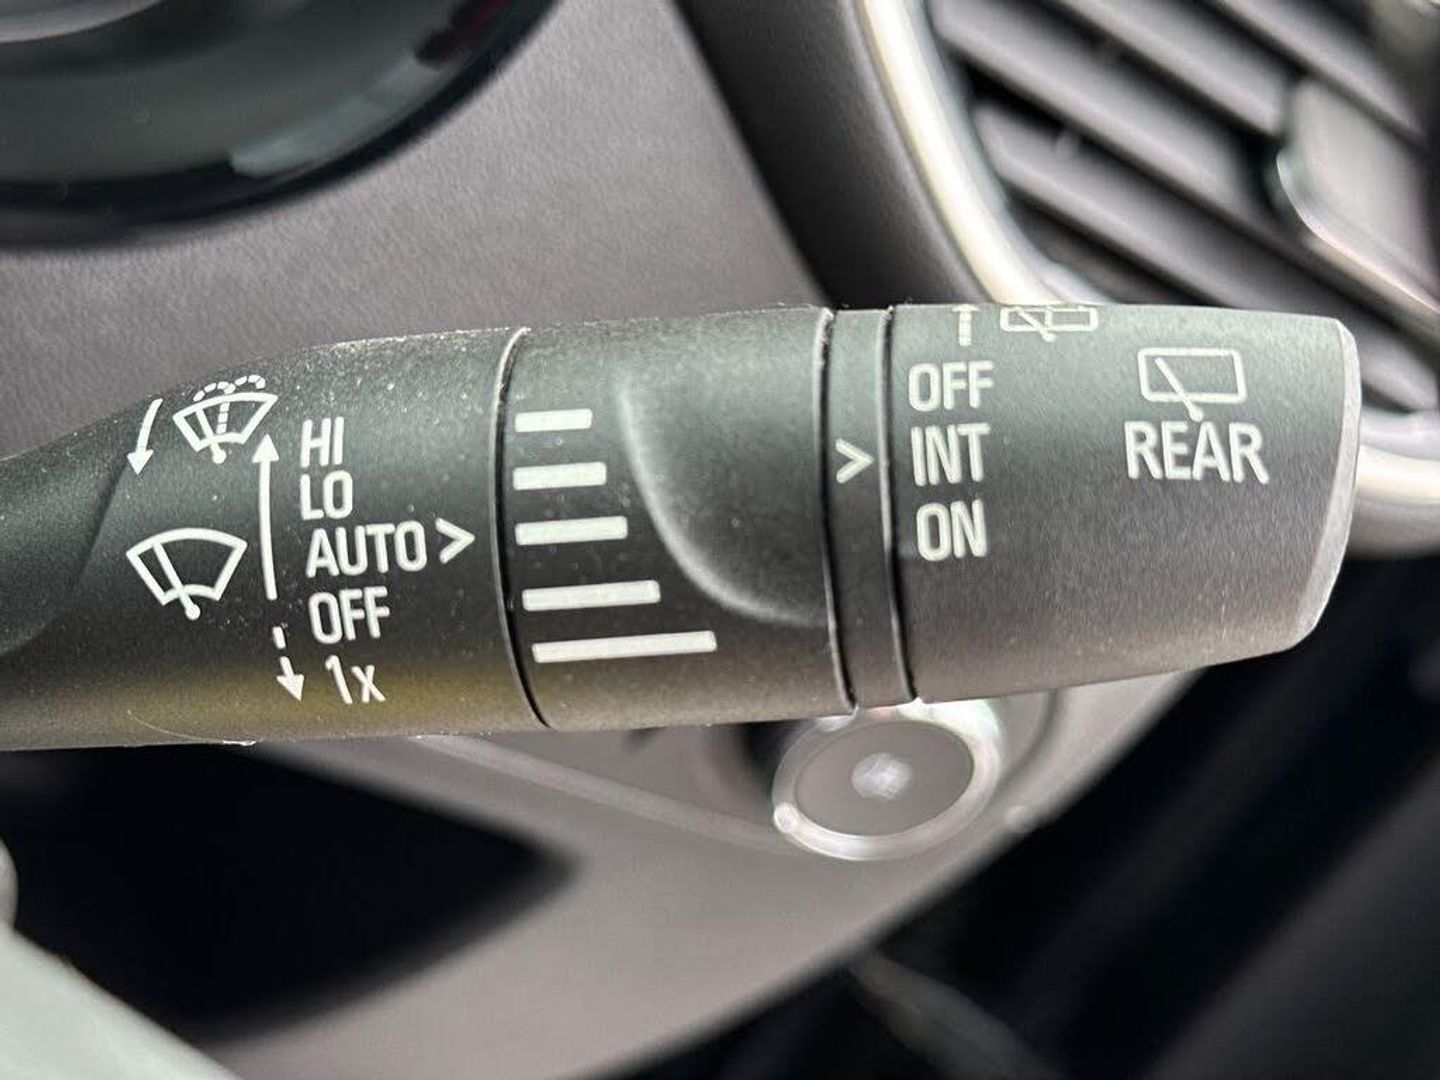 HI
LO
AUTO >
OFF
1x
>
OFF
INT
ON
REAR